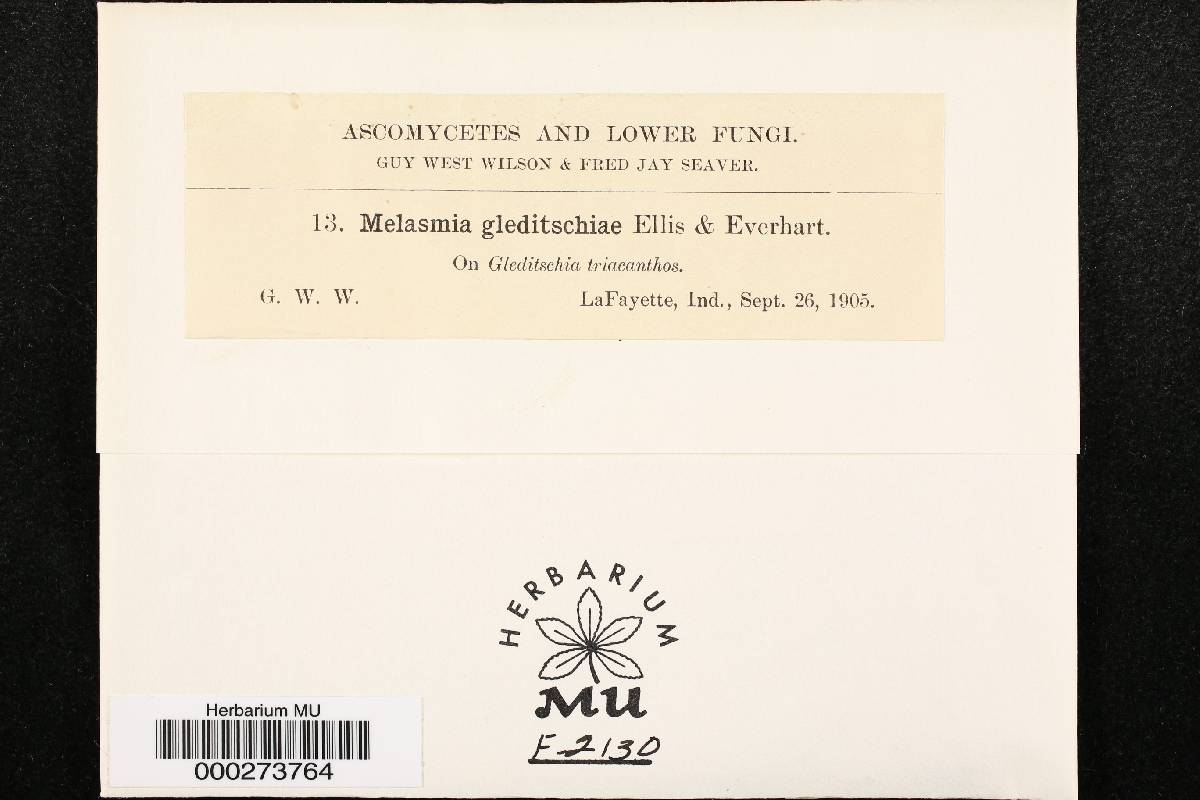 ASCOMYCETES AND LOWER FUNGI.
GUY WEST WILSON & FRED JAY SEAVER.
13. Melasmia gleditschiae Ellis & Everhart.
On Gleditschia triacanthos.
G. W. W. LaFayette, Ind., Sept. 26, 1905.
HERBARIUM
MU
F-2130
Herbarium MU
000273764